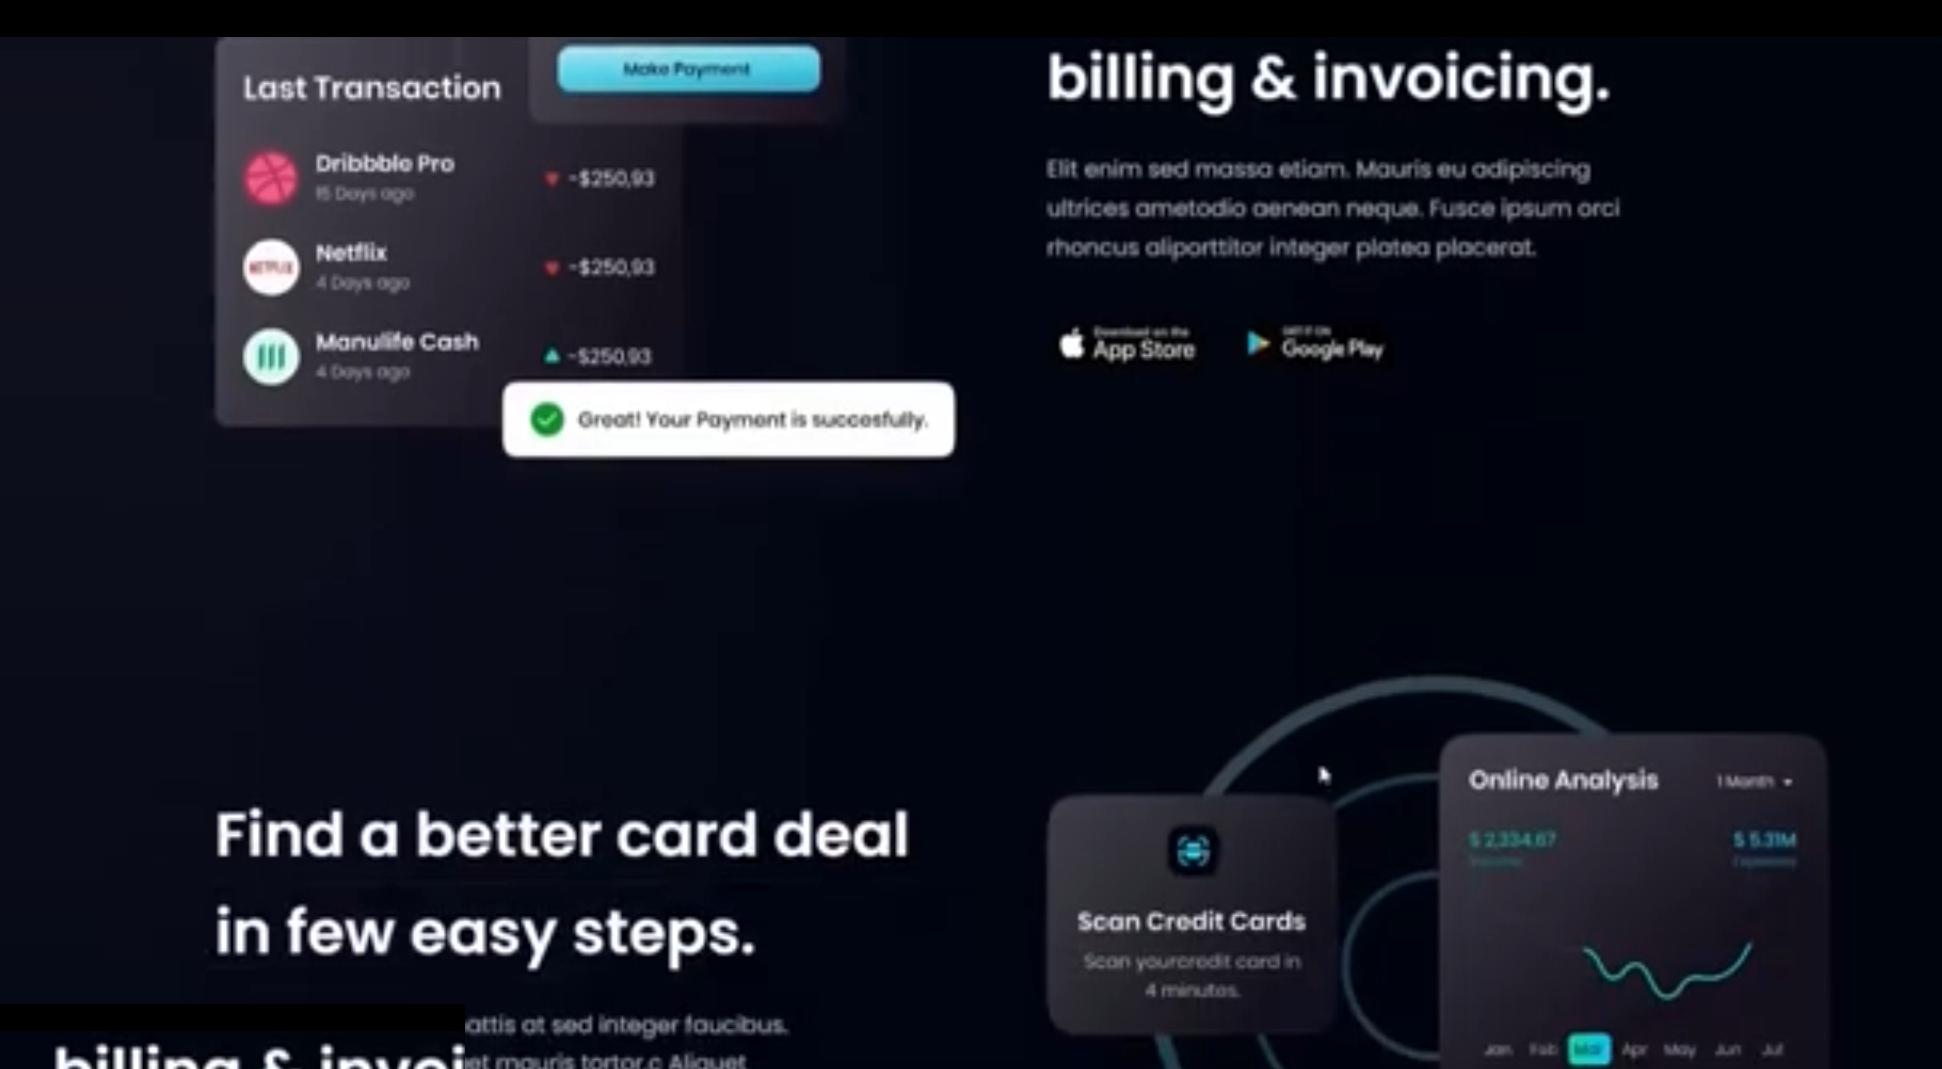 Make Payment
Last Transaction
Dribbble Pro
15 Days ago
-$250,93
NETFLIX
Netflix
4 Days ago
-$250,93
Manulife Cash
4 Days ago
-$250,93
Great! Your Payment is succesfully.
billing & invoicing.
Elit enim sed massa etiam. Mauris eu adipiscing
ultrices ametodio aenean neque. Fusce ipsum orci
rhoncus aliporttitor integer platea placerat.
Download on the
App Store
GET IT ON
Google Play
Find a better card deal
in few easy steps.
attis at sed integer faucibus.
et mauris tortor.c Aliquet
billing & invoi
Scan Credit Cards
Scan yourcredit card in
4 minutes.
Online Analysis
1 Month
$ 2,334.67
$ 5.31M
Expenses
Jan Feb Mar Apr May Jun Jul